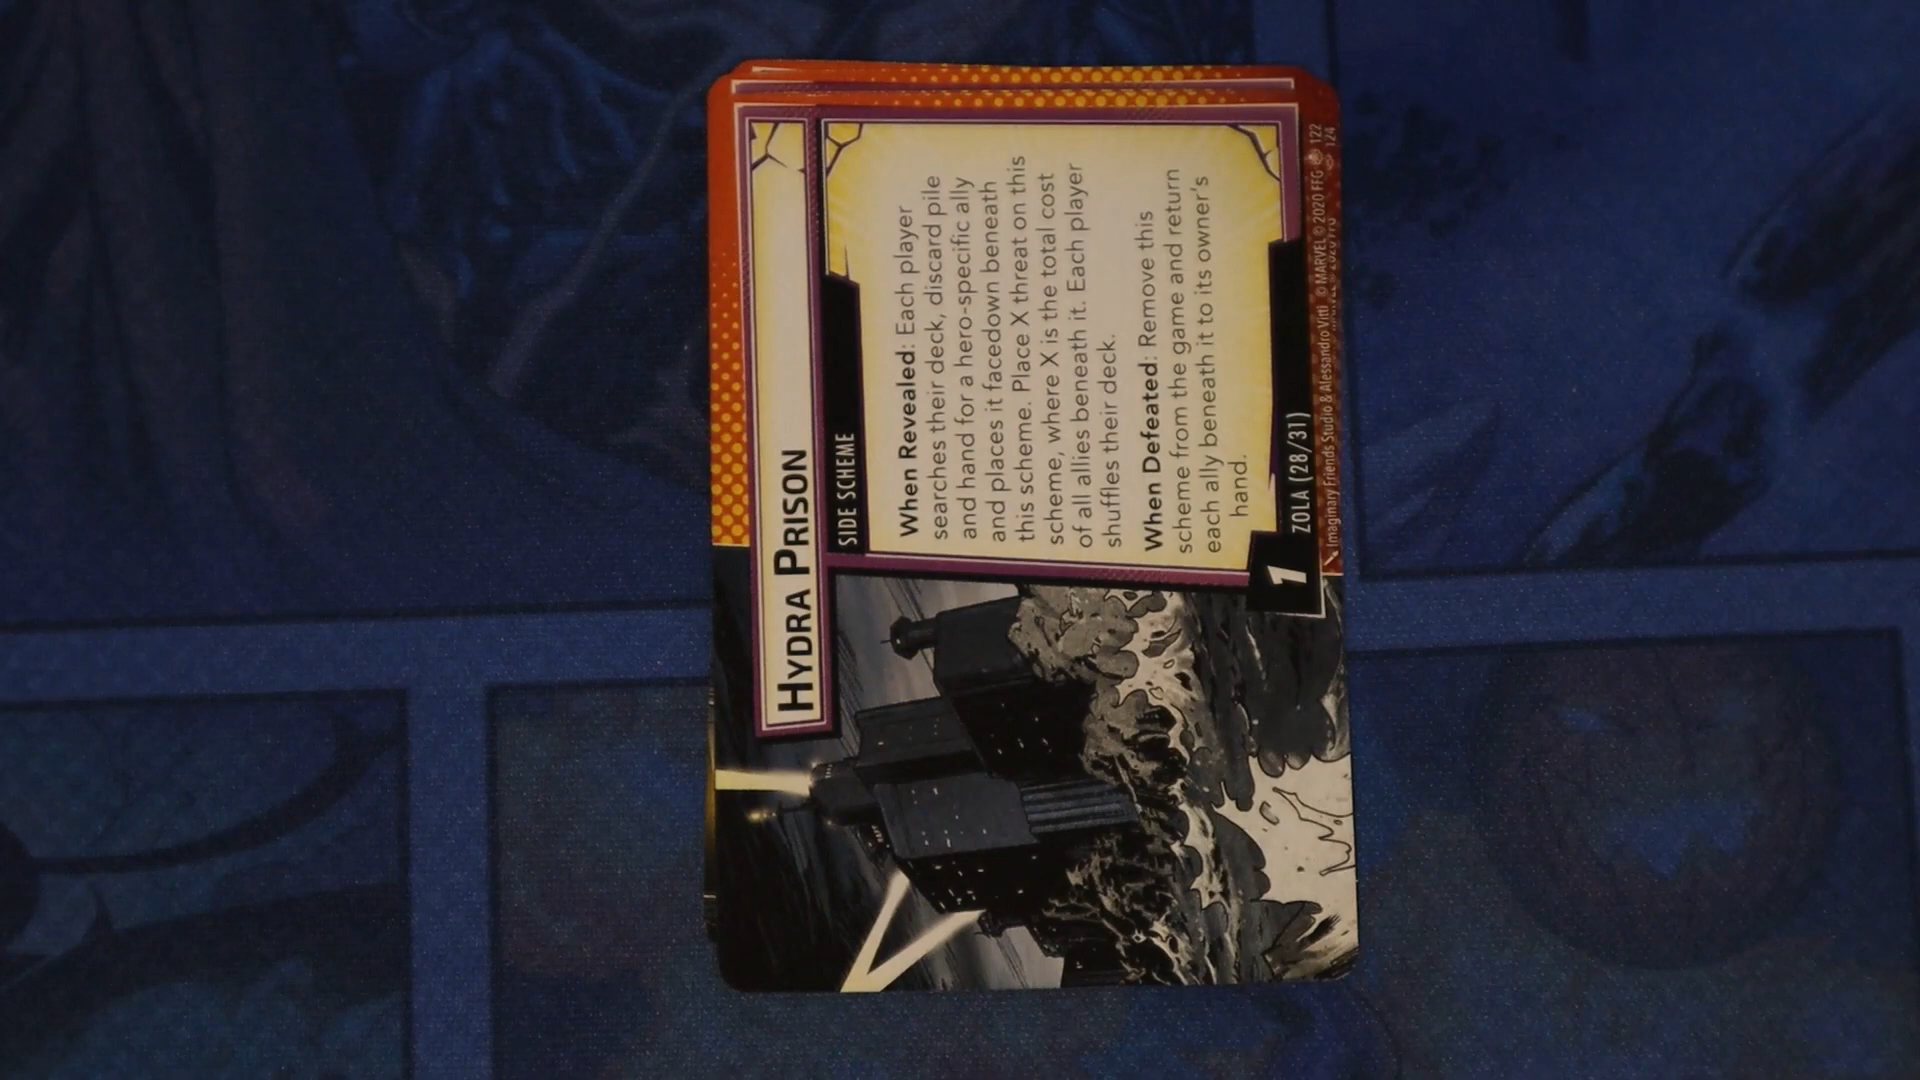 HYDRA PRISON
SIDE SCHEME
When Revealed: Each player
searches their deck, discard pile
and hand for a hero-specific ally
and places it facedown beneath
this scheme. Place X threat on this
scheme, where X is the total cost
of all allies beneath it. Each player
shuffles their deck.
When Defeated: Remove this
scheme from the game and return
each ally beneath it to its owner's
hand.
1
ZOLA (28/31)
Imaginary Friends Studio & Alessandro Vitti © MARVEL © 2020 FFG 122
124